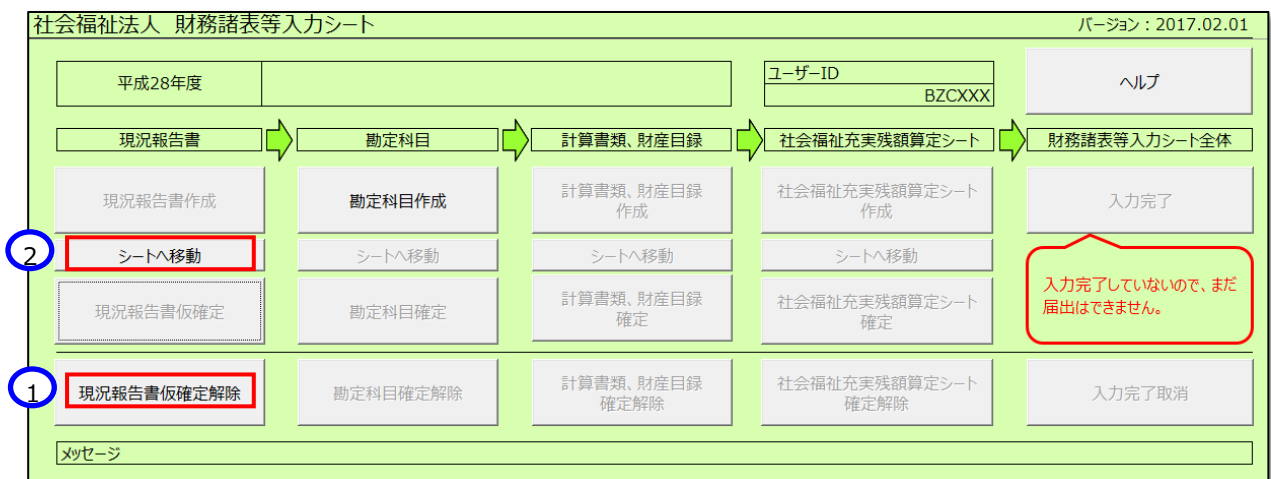 社会福祉法人 財務諸表等入力シート
バージョン：2017.02.01
平成28年度
ユーザーID
BZCXXX
ヘルプ
現況報告書
勘定科目
計算書類、財産目録
社会福祉充実残額算定シート
財務諸表等入力シート全体
現況報告書作成
勘定科目作成
計算書類、財産目録
作成
社会福祉充実残額算定シート
作成
入力完了
2
シートへ移動
シートへ移動
シートへ移動
シートへ移動
入力完了していないので、まだ
届出はできません。
現況報告書仮確定
勘定科目確定
計算書類、財産目録
確定
社会福祉充実残額算定シート
確定
1
現況報告書仮確定解除
勘定科目確定解除
計算書類、財産目録
確定解除
社会福祉充実残額算定シート
確定解除
入力完了取消
メッセージ